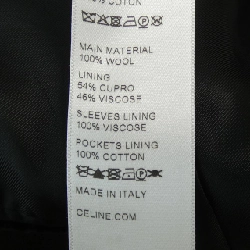 COTTON
MAIN MATERIAL
100% WOOL
LINING
54% CUPRO
46% VISCOSE
SLEEVES LINING
100% VISCOSE
POCKETS LINING
100% COTTON
MADE IN ITALY
CELINE.COM